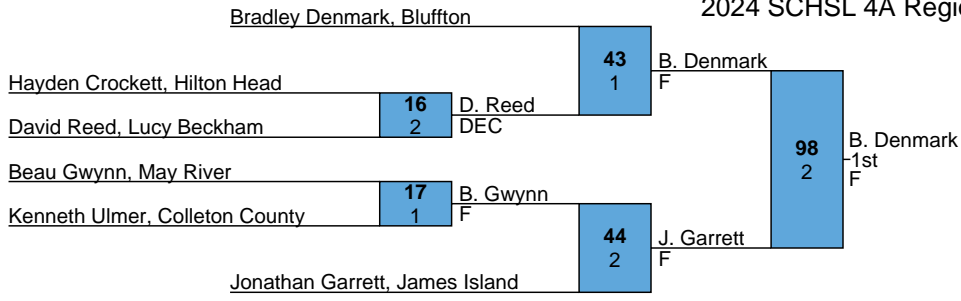 2024 SCHSL 4A Regio
Bradley Denmark, Bluffton
43
1
B. Denmark
F
Hayden Crockett, Hilton Head
16
2
D. Reed
DEC
David Reed, Lucy Beckham
98
2
B. Denmark
1st
F
Beau Gwynn, May River
17
1
B. Gwynn
F
Kenneth Ulmer, Colleton County
44
2
J. Garrett
F
Jonathan Garrett, James Island